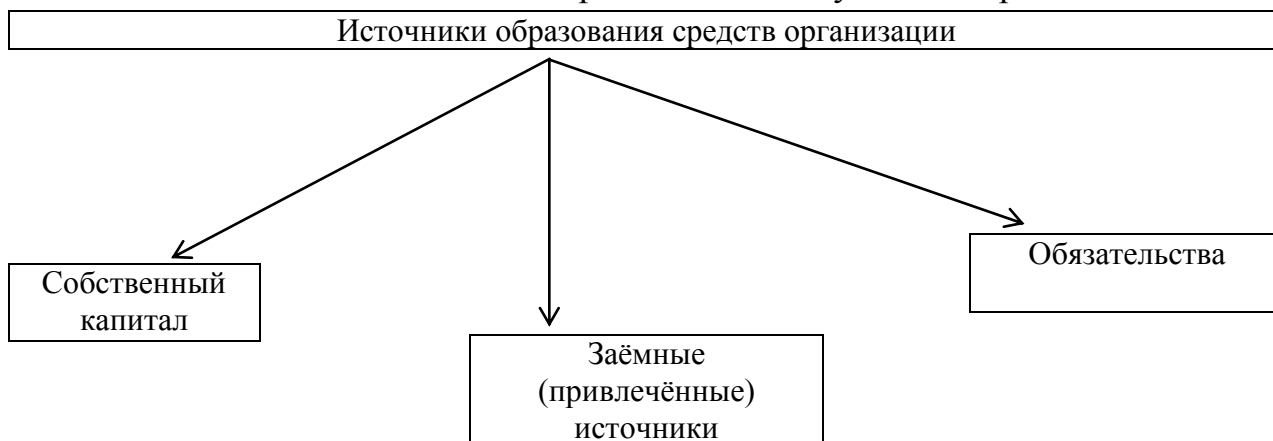 Источники образования средств организации
Собственный
капитал
Обязательства
Заёмные
(привлечённые)
источники